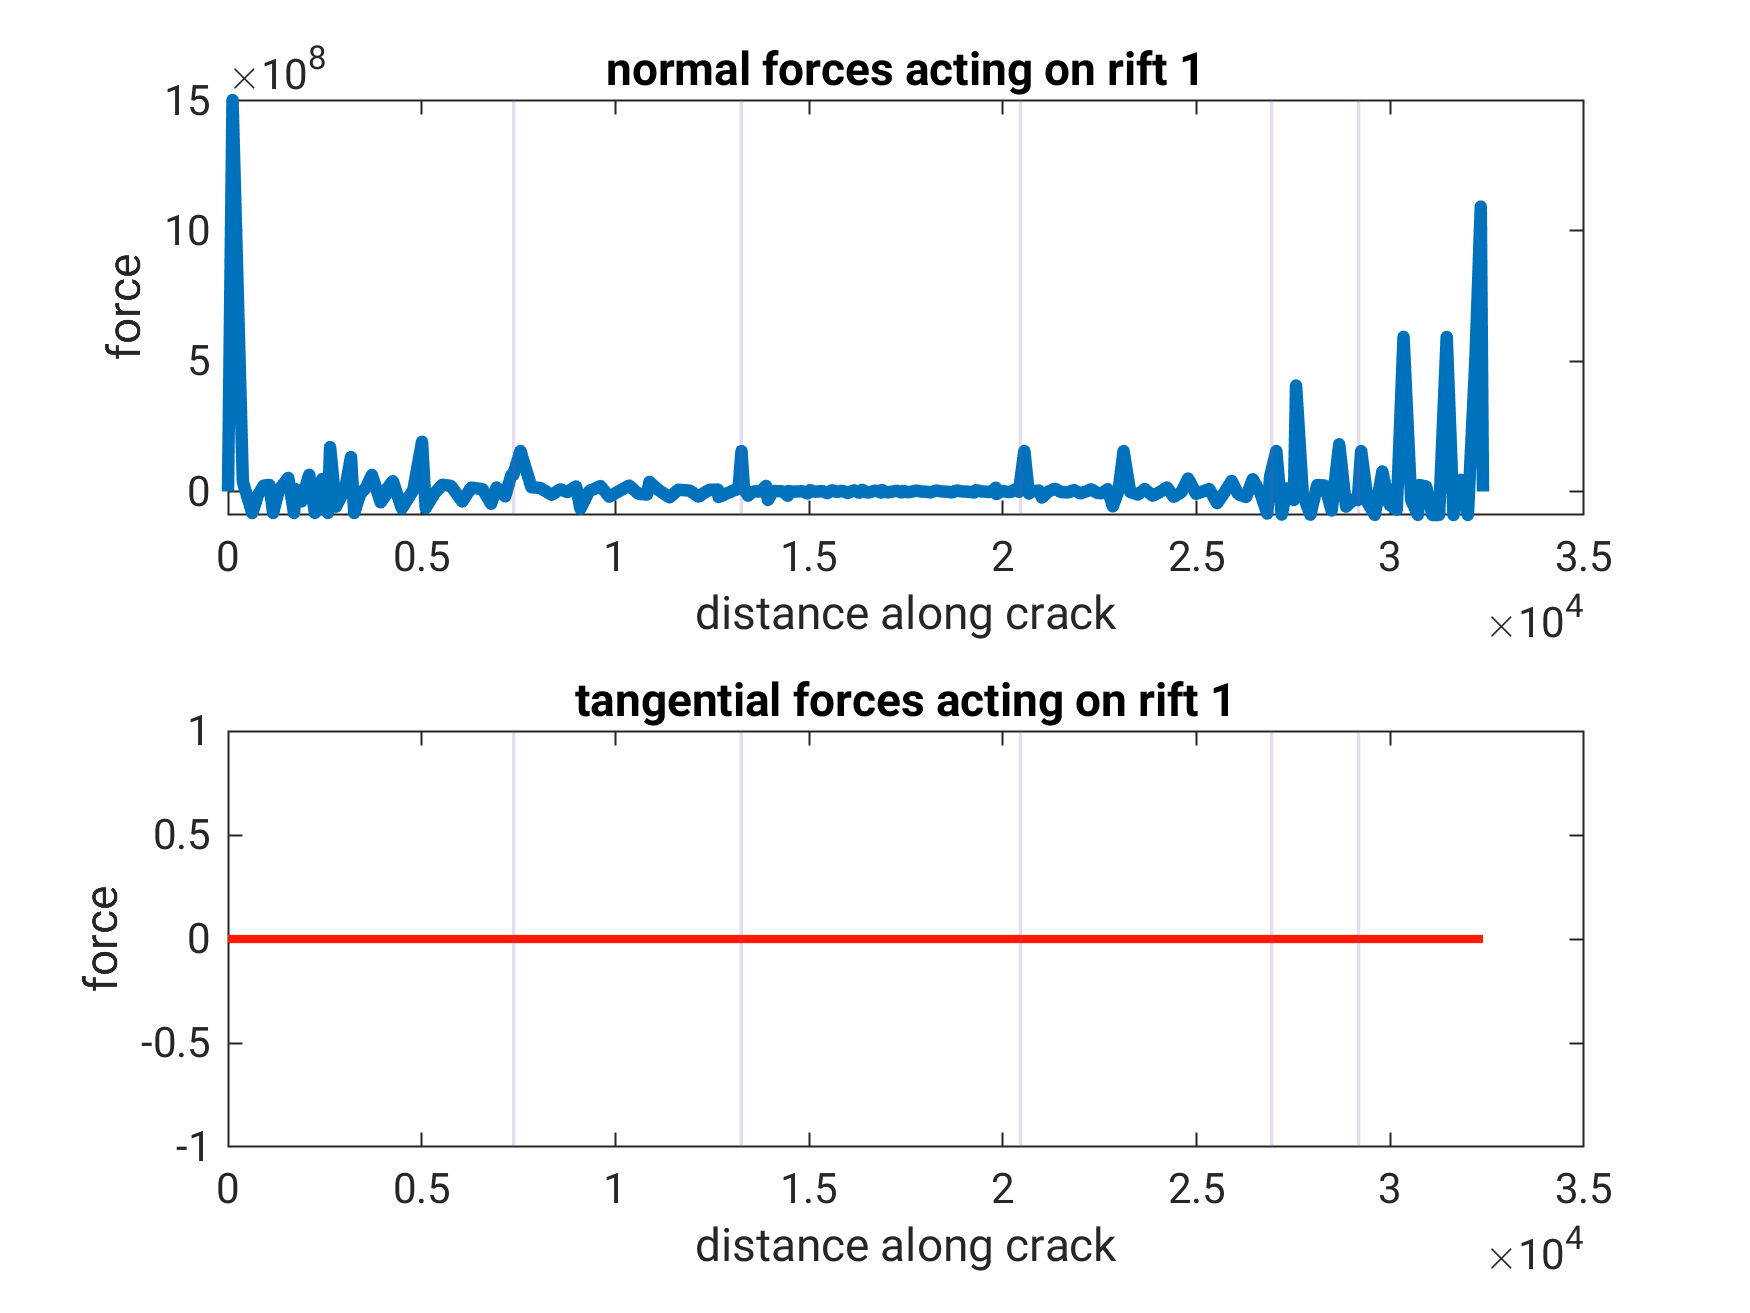 ×10^8
normal forces acting on rift 1
15
10
5
0
force
0 0.5 1 1.5 2 2.5 3 3.5
distance along crack
×10^4
tangential forces acting on rift 1
1
0.5
0
-0.5
-1
force
0 0.5 1 1.5 2 2.5 3 3.5
distance along crack
×10^4